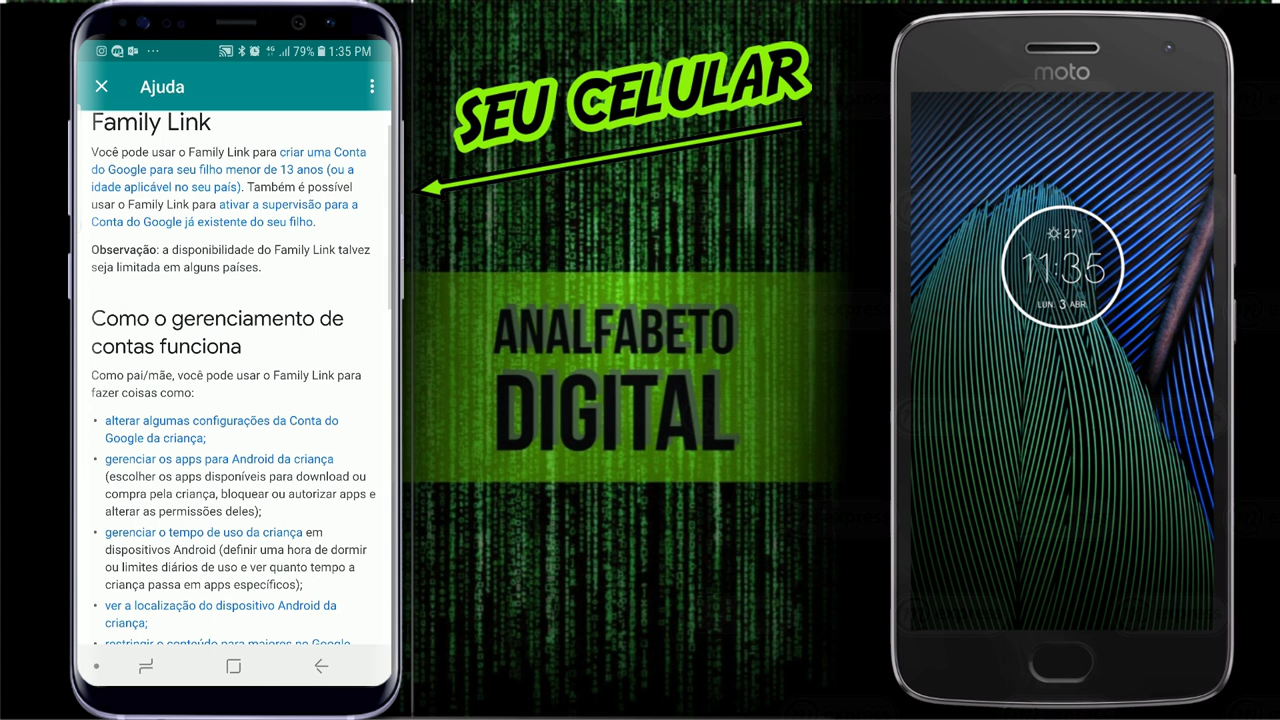 79% 1:35 PM
Ajuda
Family Link
Você pode usar o Family Link para criar uma Conta
do Google para seu filho menor de 13 anos (ou a
idade aplicável no seu país). Também é possível
usar o Family Link para ativar a supervisão para a
Conta do Google já existente do seu filho.
Observação: a disponibilidade do Family Link talvez
seja limitada em alguns países.
Como o gerenciamento de
contas funciona
Como pai/mãe, você pode usar o Family Link para
fazer coisas como:
• alterar algumas configurações da Conta do
Google da criança;
• gerenciar os apps para Android da criança
(escolher os apps disponíveis para download ou
compra pela criança, bloquear ou autorizar apps e
alterar as permissões deles);
• gerenciar o tempo de uso da criança em
dispositivos Android (definir uma hora de dormir
ou limites diários de uso e ver quanto tempo a
criança passa em apps específicos);
• ver a localização do dispositivo Android da
criança;
• restringir o conteúdo para maiores no Google
SEU CELULAR
ANALFABETO
DIGITAL
moto
27°
11:35
LUN. 3 ABR.